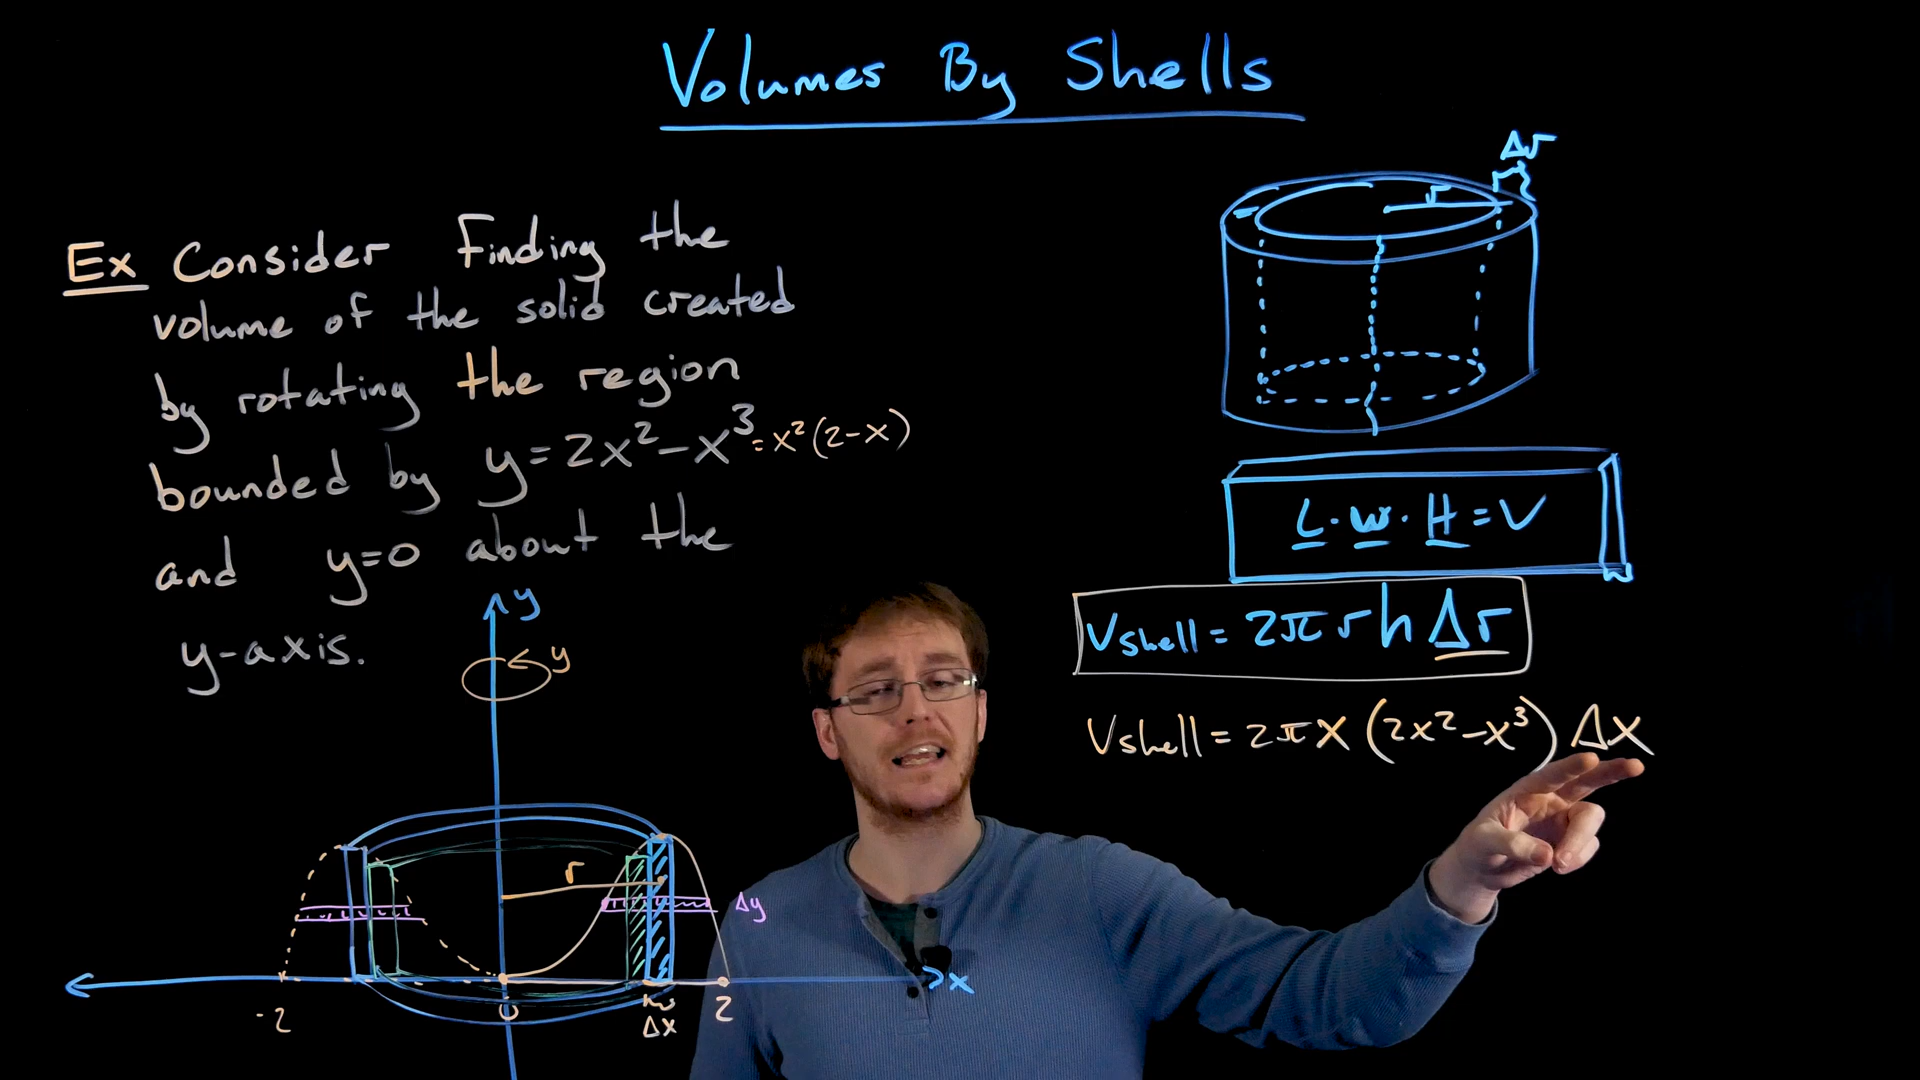 Volumes By Shells
Ex Consider Finding the
volume of the solid created
by rotating the region
bounded by y=2x²-x³ = x²(2-x)
and y=0 about the
y-axis.
Δr
r
L·w·H=V
Vshell = 2πrhΔr
Vshell = 2πx(2x²-x³)Δx
y
y
r
Δy
x
-2
0
Δx
2